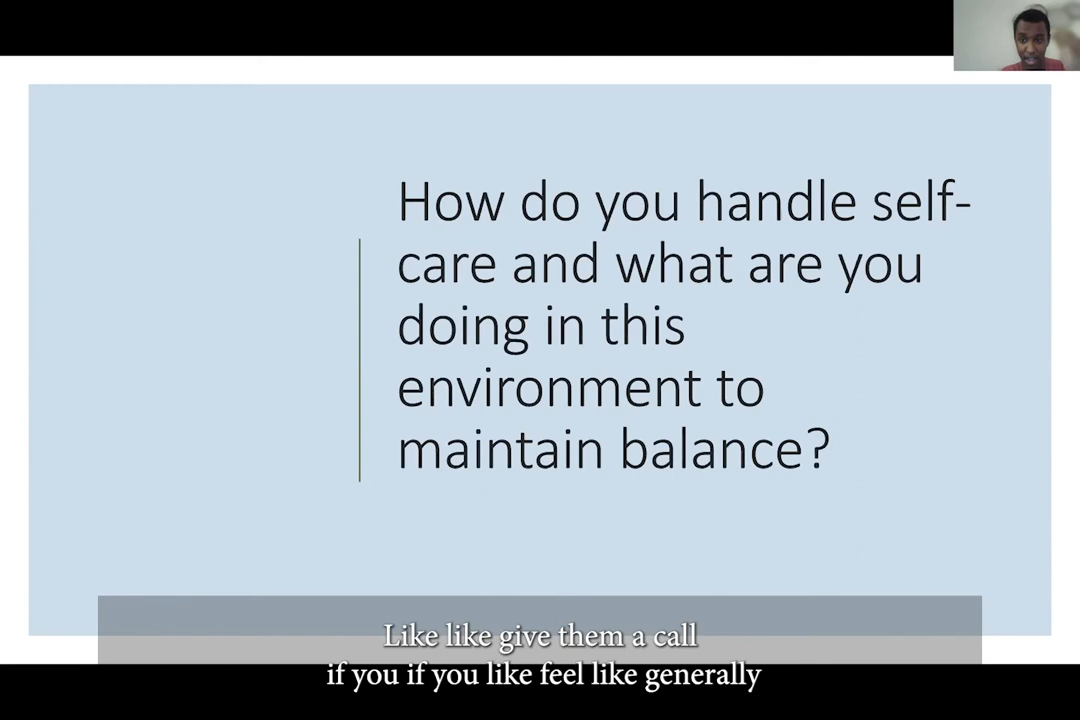 How do you handle self-
care and what are you
doing in this
environment to
maintain balance?
Like like give them a call
if you if you like feel like generally